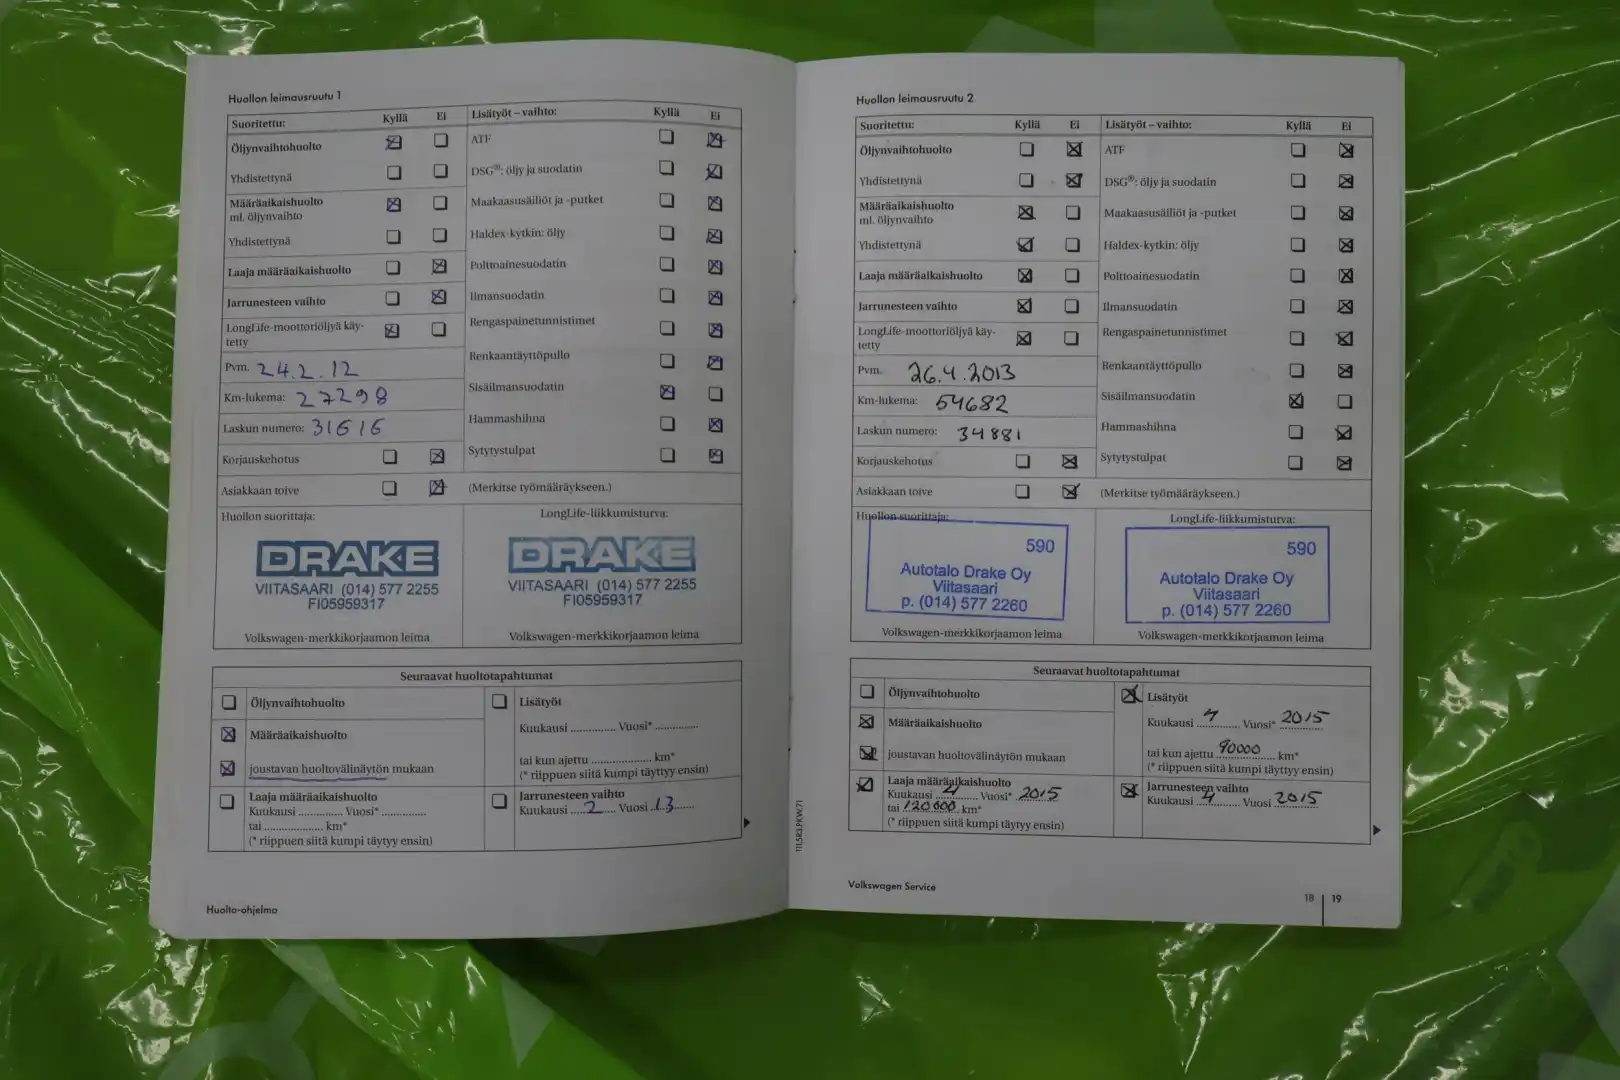 Huollon leimausruutu 1
Suoritettu: Kyllä Ei
Öljynvaihtohuolto
Yhdistettynä
Määräaikaishuolto
ml. öljynvaihto
Yhdistettynä
Laaja määräaikaishuolto
Jarrunesteen vaihto
LongLife-moottoriöljyä käy-
tetty
Pvm. 24.2.12
Km-lukema: 27298
Laskun numero: 31616
Korjauskehotus
Asiakkaan toive
Lisätyöt – vaihto: Kyllä Ei
ATF
DSG®: öljy ja suodatin
Maakaasusäiliöt ja -putket
Haldex-kytkin: öljy
Polttoainesuodatin
Ilmansuodatin
Rengaspainetunnistimet
Renkaantäyttöpullo
Sisäilmansuodatin
Hammashihna
Sytytystulpat
(Merkitse työmääräykseen.)
Huollon suorittaja:
DRAKE
VIITASAARI (014) 577 2255
FI05959317
Volkswagen-merkkikorjaamon leima
LongLife-liikkumisturva:
DRAKE
VIITASAARI (014) 577 2255
FI05959317
Volkswagen-merkkikorjaamon leima
Seuraavat huoltotapahtumat
Öljynvaihtohuolto
Määräaikaishuolto
joustavan huoltovälinäytön mukaan
Laaja määräaikaishuolto
Kuukausi .............. Vuosi* ..............
tai .................... km*
(* riippuen siitä kumpi täytyy ensin)
Lisätyöt
Kuukausi .............. Vuosi* ..............
tai kun ajettu .................... km*
(* riippuen siitä kumpi täyttyy ensin)
Jarrunesteen vaihto
Kuukausi 2 Vuosi 13
Huolto-ohjelma
Huollon leimausruutu 2
Suoritettu: Kyllä Ei
Öljynvaihtohuolto
Yhdistettynä
Määräaikaishuolto
ml. öljynvaihto
Yhdistettynä
Laaja määräaikaishuolto
Jarrunesteen vaihto
LongLife-moottoriöljyä käy-
tetty
Pvm. 26.4.2013
Km-lukema: 54682
Laskun numero: 34881
Korjauskehotus
Asiakkaan toive
Lisätyöt – vaihto: Kyllä Ei
ATF
DSG®: öljy ja suodatin
Maakaasusäiliöt ja -putket
Haldex-kytkin: öljy
Polttoainesuodatin
Ilmansuodatin
Rengaspainetunnistimet
Renkaantäyttöpullo
Sisäilmansuodatin
Hammashihna
Sytytystulpat
(Merkitse työmääräykseen.)
Huollon suorittaja:
590
Autotalo Drake Oy
Viitasaari
p. (014) 577 2260
Volkswagen-merkkikorjaamon leima
LongLife-liikkumisturva:
590
Autotalo Drake Oy
Viitasaari
p. (014) 577 2260
Volkswagen-merkkikorjaamon leima
Seuraavat huoltotapahtumat
Öljynvaihtohuolto
Määräaikaishuolto
joustavan huoltovälinäytön mukaan
Laaja määräaikaishuolto
Kuukausi 4 Vuosi* 2015
tai 120000 km*
(* riippuen siitä kumpi täytyy ensin)
Lisätyöt
Kuukausi 4 Vuosi* 2015
tai kun ajettu 90000 km*
(* riippuen siitä kumpi täyttyy ensin)
Jarrunesteen vaihto
Kuukausi 4 Vuosi 2015
Volkswagen Service
18 | 19